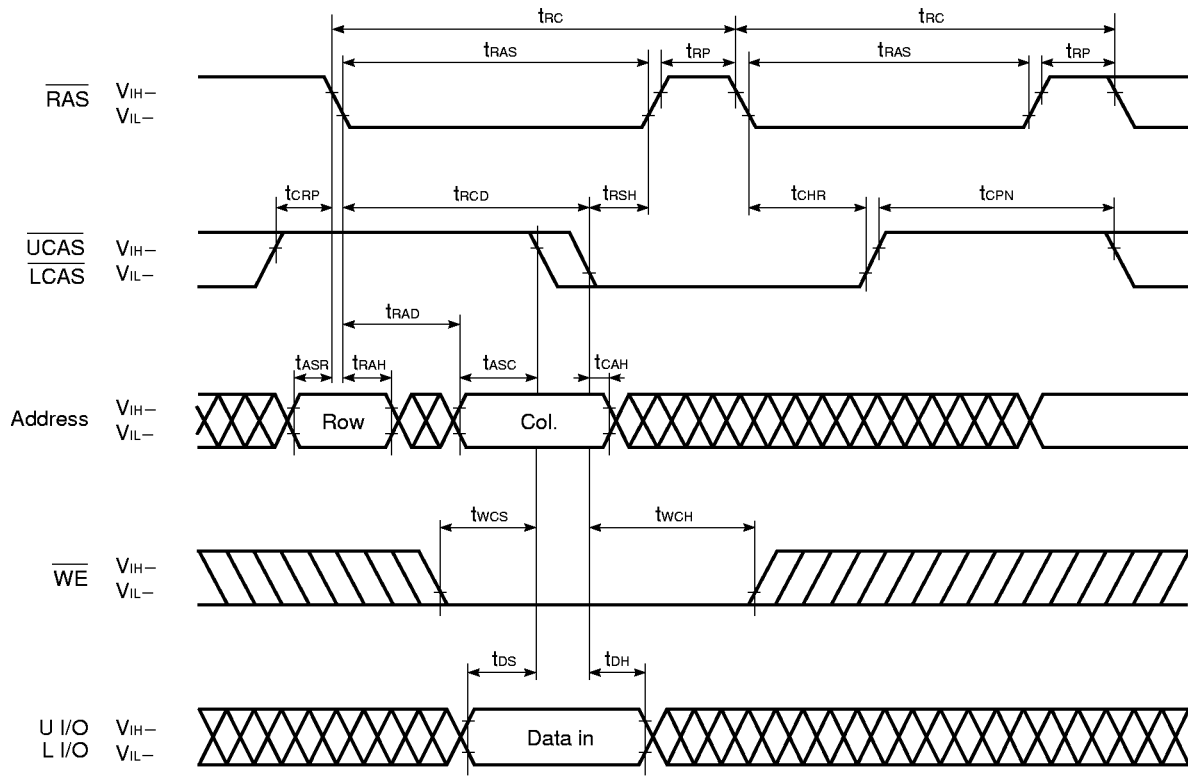 tRC tRC
tRAS tRP tRAS tRP
RAS VIH– VIL–
tCRP tRCD tRSH tCHR tCPN
UCAS VIH–
LCAS VIL–
tRAD
tASR tRAH tASC tCAH
Address VIH– VIL–
Row Col.
tWCS tWCH
WE VIH– VIL–
tDS tDH
U I/O VIH–
L I/O VIL–
Data in